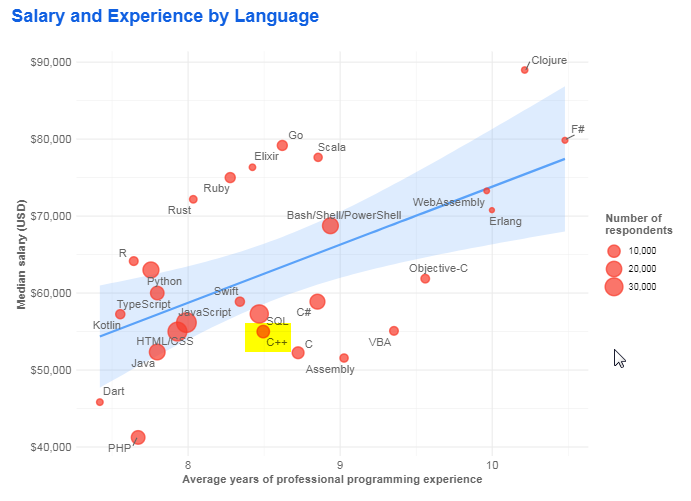 Salary and Experience by Language
$90,000
$80,000
$70,000
$60,000
$50,000
$40,000
Median salary (USD)
Clojure
F#
Go
Scala
Elixir
Ruby
Rust
WebAssembly
Bash/Shell/PowerShell
Erlang
R
Python
Objective-C
TypeScript
Swift
Kotlin
JavaScript
C#
SQL
HTML/CSS
C++
C
VBA
Java
Assembly
Dart
PHP
8
9
10
Average years of professional programming experience
Number of
respondents
10,000
20,000
30,000